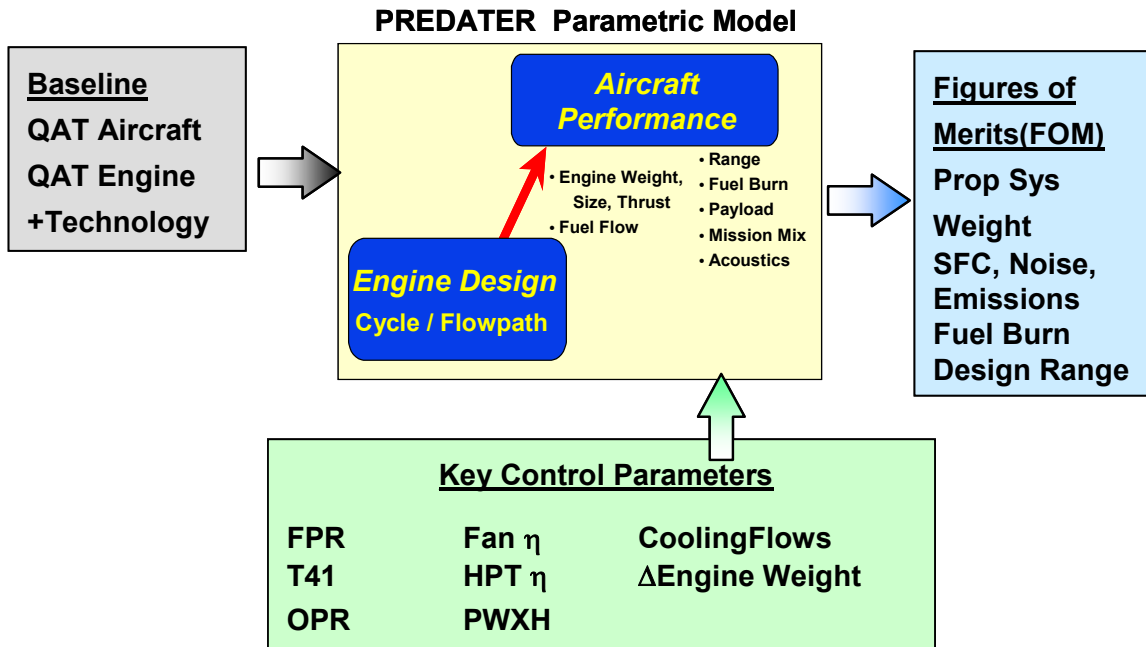 PREDATER Parametric Model
Baseline
QAT Aircraft
QAT Engine
+Technology
Aircraft
Performance
• Engine Weight,
Size, Thrust
• Fuel Flow
• Range
• Fuel Burn
• Payload
• Mission Mix
• Acoustics
Engine Design
Cycle / Flowpath
Figures of
Merits(FOM)
Prop Sys
Weight
SFC, Noise,
Emissions
Fuel Burn
Design Range
Key Control Parameters
FPR
T41
OPR
Fan η
HPT η
PWXH
CoolingFlows
ΔEngine Weight